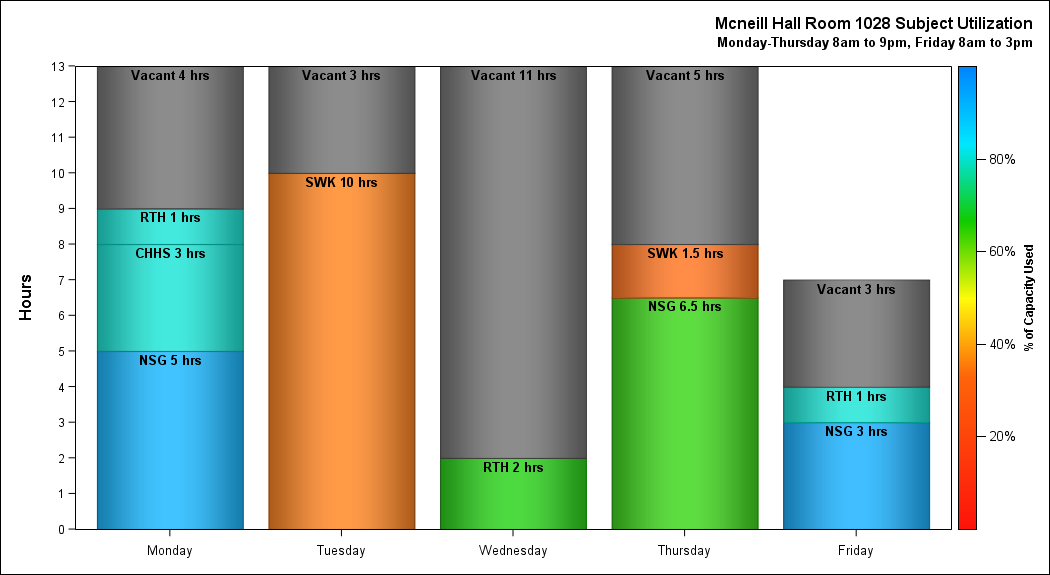 Mcneill Hall Room 1028 Subject Utilization
Monday-Thursday 8am to 9pm, Friday 8am to 3pm
Hours
13
12
11
10
9
8
7
6
5
4
3
2
1
0
Vacant 4 hrs
RTH 1 hrs
CHHS 3 hrs
NSG 5 hrs
Vacant 3 hrs
SWK 10 hrs
Vacant 11 hrs
RTH 2 hrs
Vacant 5 hrs
SWK 1.5 hrs
NSG 6.5 hrs
Vacant 3 hrs
RTH 1 hrs
NSG 3 hrs
Monday
Tuesday
Wednesday
Thursday
Friday
80%
60%
40%
20%
% of Capacity Used